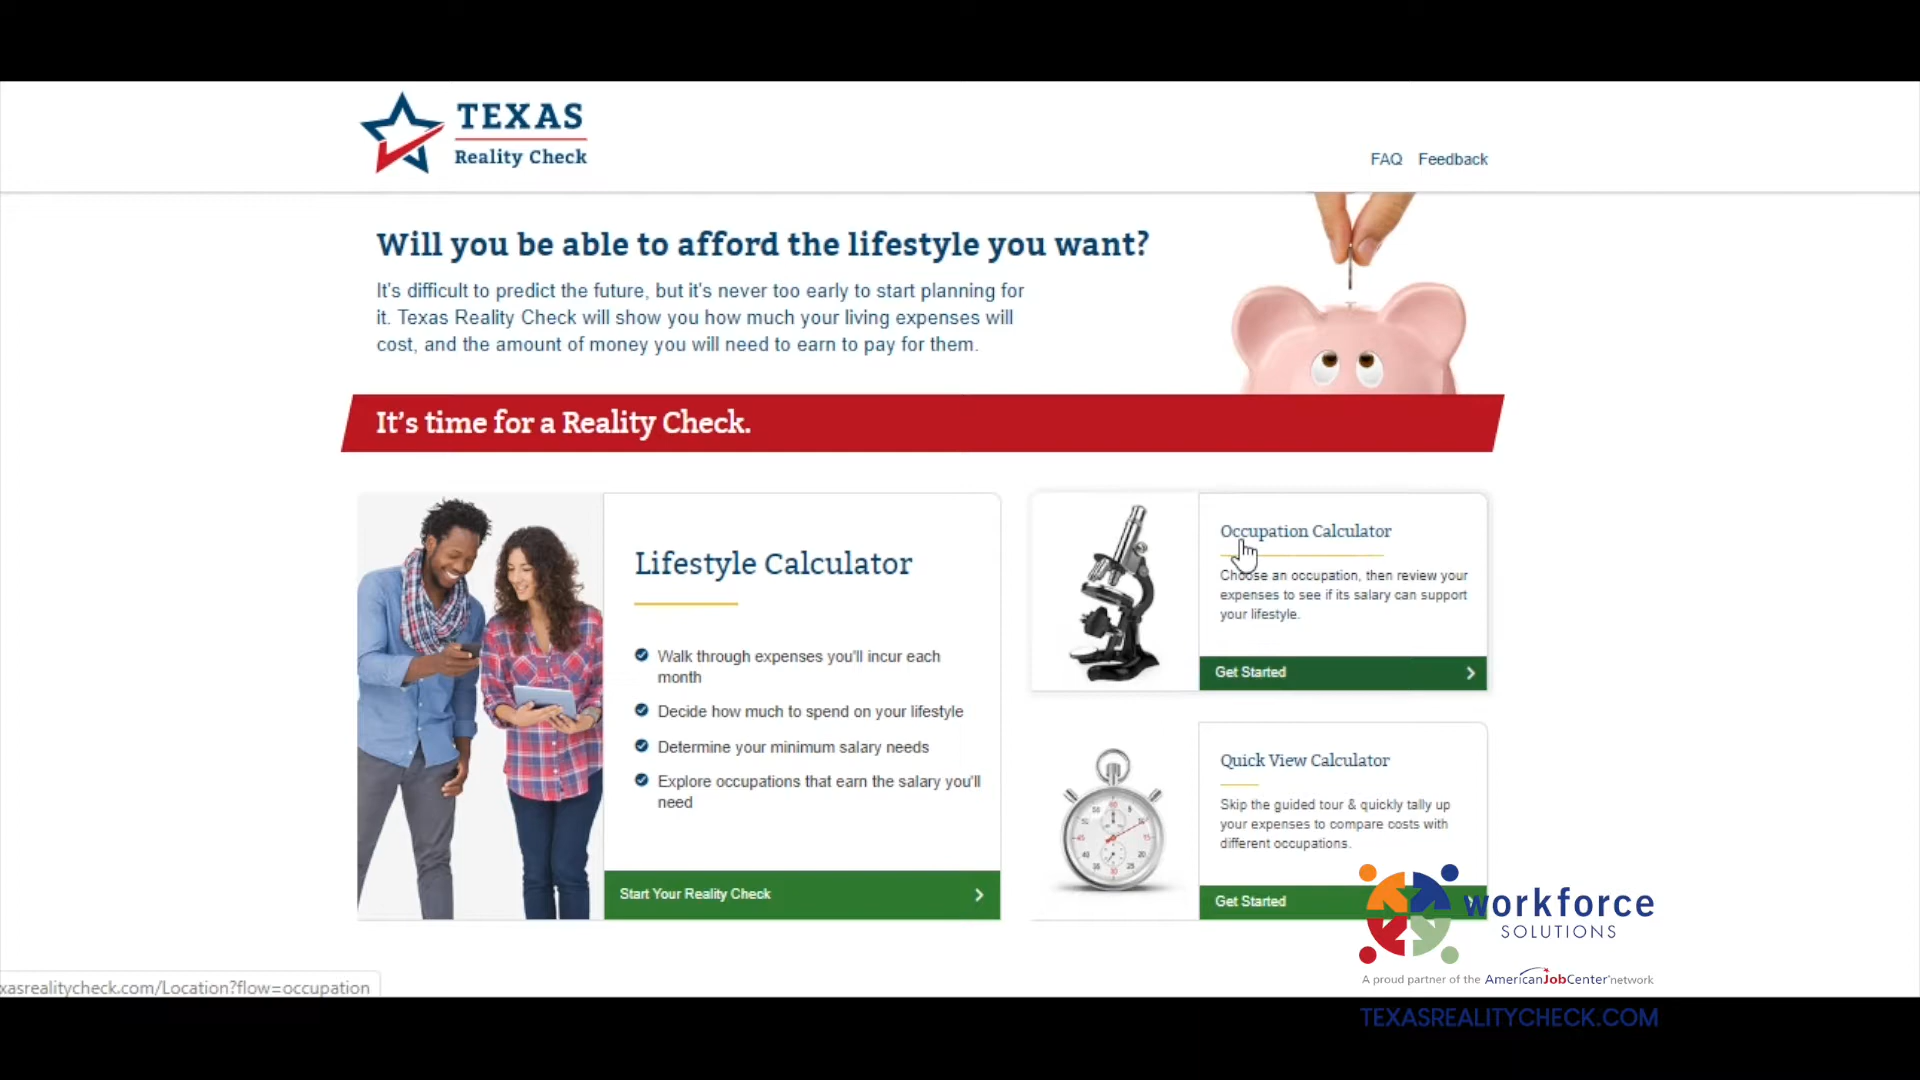 TEXAS
Reality Check
FAQ Feedback
Will you be able to afford the lifestyle you want?
It's difficult to predict the future, but it's never too early to start planning for
it. Texas Reality Check will show you how much your living expenses will
cost, and the amount of money you will need to earn to pay for them.
It's time for a Reality Check.
Lifestyle Calculator
Walk through expenses you'll incur each
month
Decide how much to spend on your lifestyle
Determine your minimum salary needs
Explore occupations that earn the salary you'll
need
Start Your Reality Check
Occupation Calculator
Choose an occupation, then review your
expenses to see if its salary can support
your lifestyle.
Get Started
Quick View Calculator
Skip the guided tour & quickly tally up
your expenses to compare costs with
different occupations.
Get Started
workforce
SOLUTIONS
A proud partner of the AmericanJobCenter network
xasrealitycheck.com/Location?flow=occupation
TEXASREALITYCHECK.COM